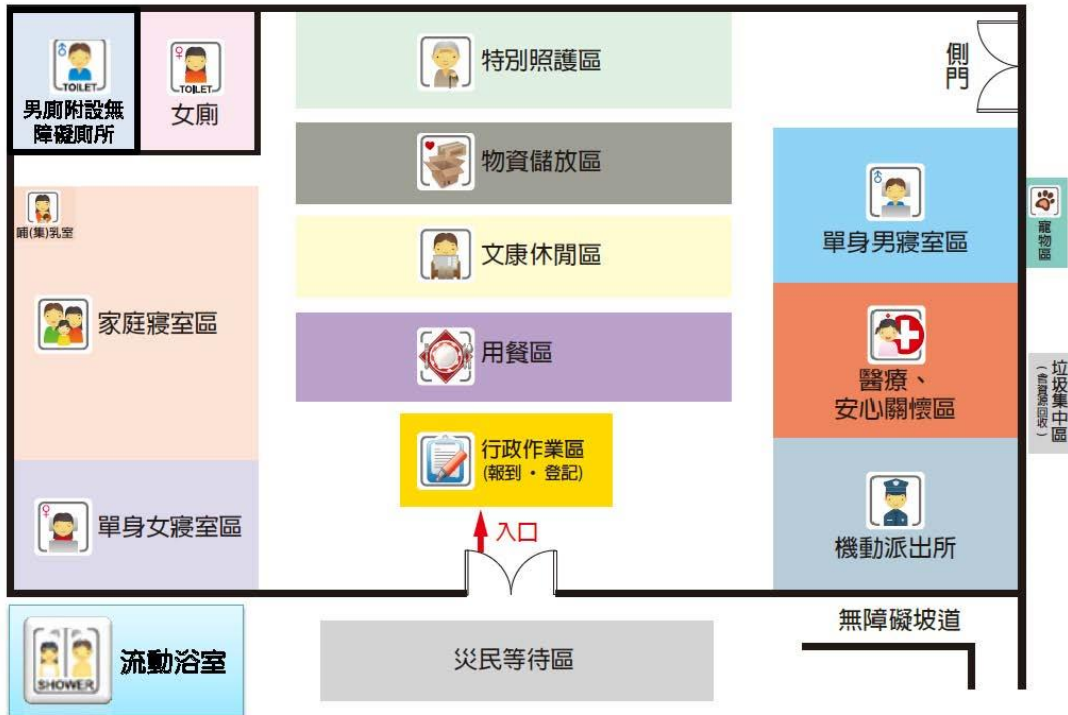 TOILET
男廁附設無
障礙廁所
TOILET
女廁
特別照護區
側門
物資儲放區
哺(集)乳室
文康休閒區
單身男寢室區
寵物區
家庭寢室區
用餐區
醫療、
安心關懷區
垃圾集中區
(含資源回收)
行政作業區
(報到・登記)
單身女寢室區
入口
機動派出所
無障礙坡道
SHOWER
流動浴室
災民等待區